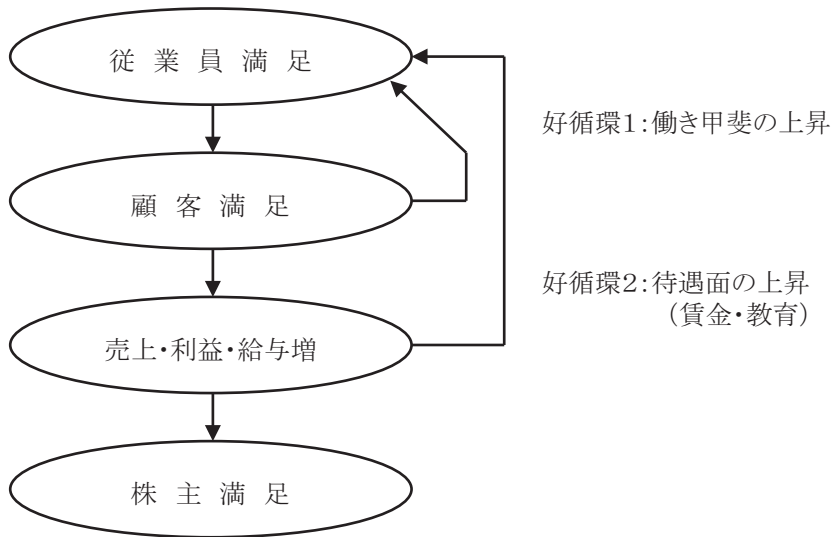 従業員満足
好循環1:働き甲斐の上昇
顧客満足
好循環2:待遇面の上昇
(賃金・教育)
売上・利益・給与増
株主満足